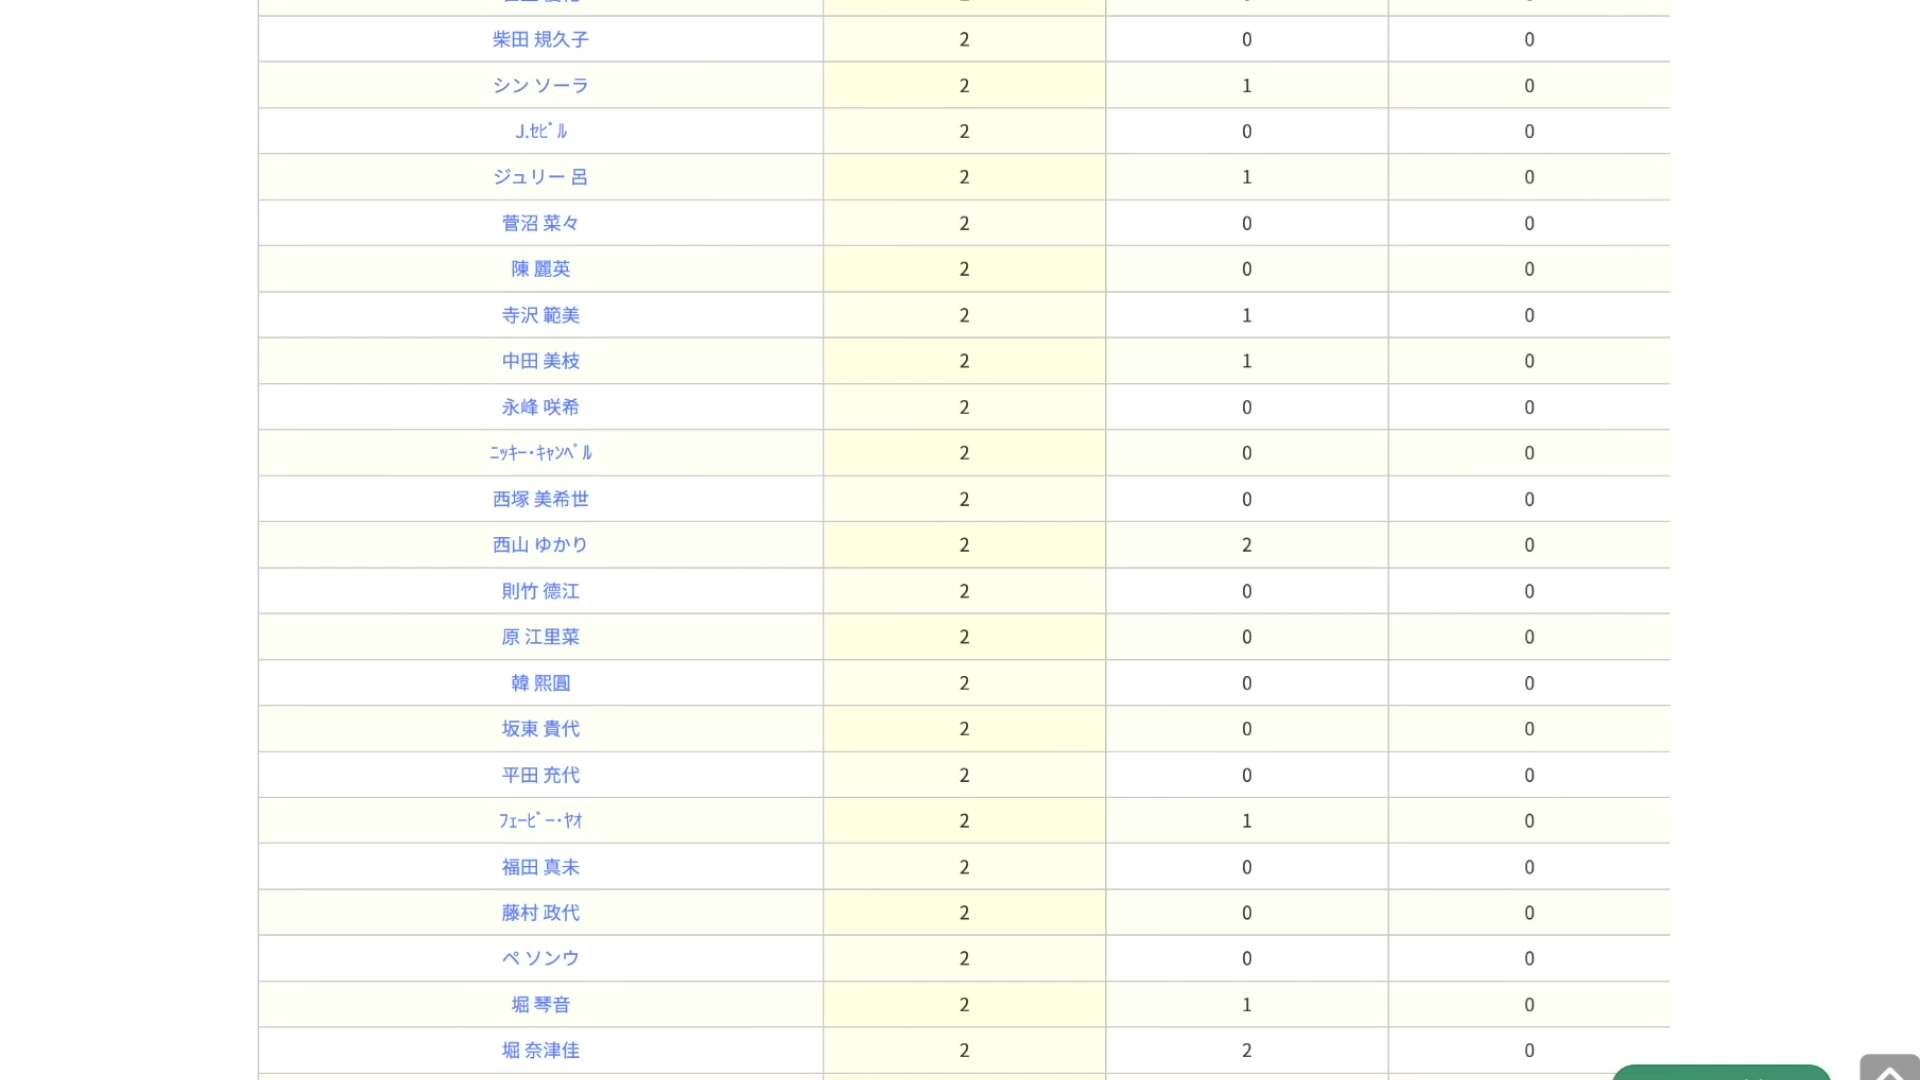 柴田 規久子 2 0 0
シン ソーラ 2 1 0
J.ｾﾋﾞﾙ 2 0 0
ジュリー 呂 2 1 0
菅沼 菜々 2 0 0
陳 麗英 2 0 0
寺沢 範美 2 1 0
中田 美枝 2 1 0
永峰 咲希 2 0 0
ﾆｯｷｰ･ｷｬﾝﾍﾞﾙ 2 0 0
西塚 美希世 2 0 0
西山 ゆかり 2 2 0
則竹 德江 2 0 0
原 江里菜 2 0 0
韓 熙圓 2 0 0
坂東 貴代 2 0 0
平田 充代 2 0 0
ﾌｪｰﾋﾞｰ･ﾔｵ 2 1 0
福田 真未 2 0 0
藤村 政代 2 0 0
ペ ソンウ 2 0 0
堀 琴音 2 1 0
堀 奈津佳 2 2 0